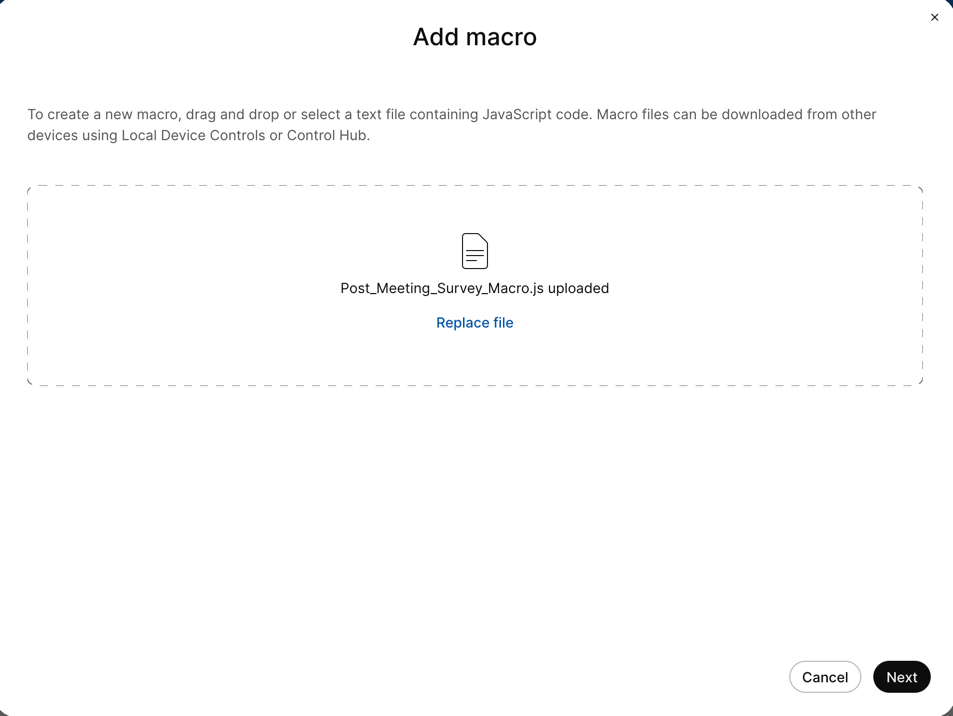 Add macro
To create a new macro, drag and drop or select a text file containing JavaScript code. Macro files can be downloaded from other
devices using Local Device Controls or Control Hub.
Post_Meeting_Survey_Macro.js uploaded
Replace file
Cancel
Next